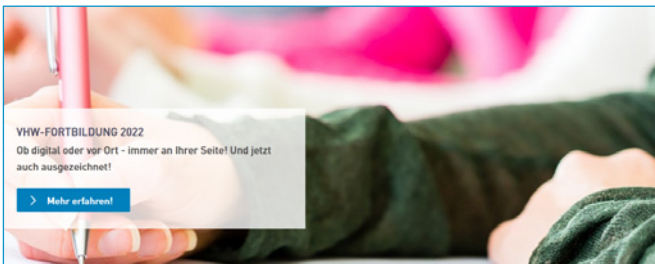 VHW-FORTBILDUNG 2022
Ob digital oder vor Ort - immer an Ihrer Seite! Und jetzt
auch ausgezeichnet!
Mehr erfahren!